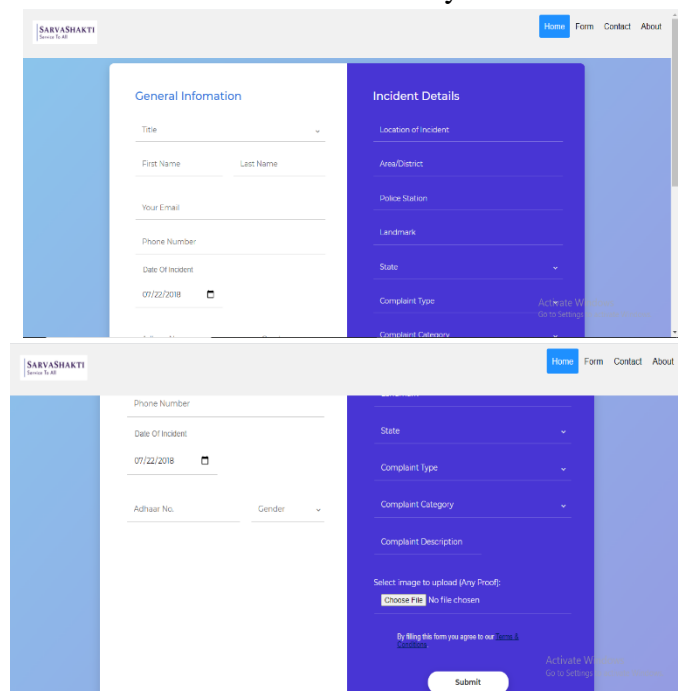 SARVASHAKTI
Service To All
Home Form Contact About
General Infomation
Title
First Name Last Name
Your Email
Phone Number
Date Of Incident
07/22/2018
Incident Details
Location of Incident
Area/District
Police Station
Landmark
State
Complaint Type
Complaint Category
Activate
Go to Settings
SARVASHAKTI
Service To All
Home Form Contact About
Phone Number
Date Of Incident
07/22/2018
Adhaar No. Gender
State
Complaint Type
Complaint Category
Complaint Description
Select image to upload (Any Proof):
Choose File No file chosen
By filling this form you agree to our Terms &
Conditions
Submit
Activate
Go to Settings